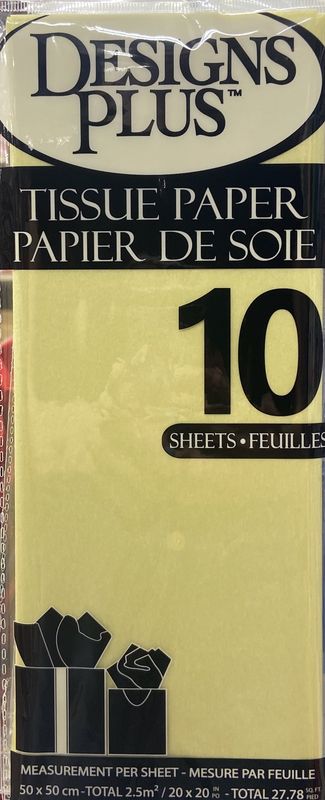 DESIGNS
PLUS™
TISSUE PAPER
PAPIER DE SOIE
10
SHEETS•FEUILLES
MEASUREMENT PER SHEET - MESURE PAR FEUILLE
50 x 50 cm -TOTAL 2.5m² / 20 x 20 IN PO - TOTAL 27.78 SQ. FT. PIED